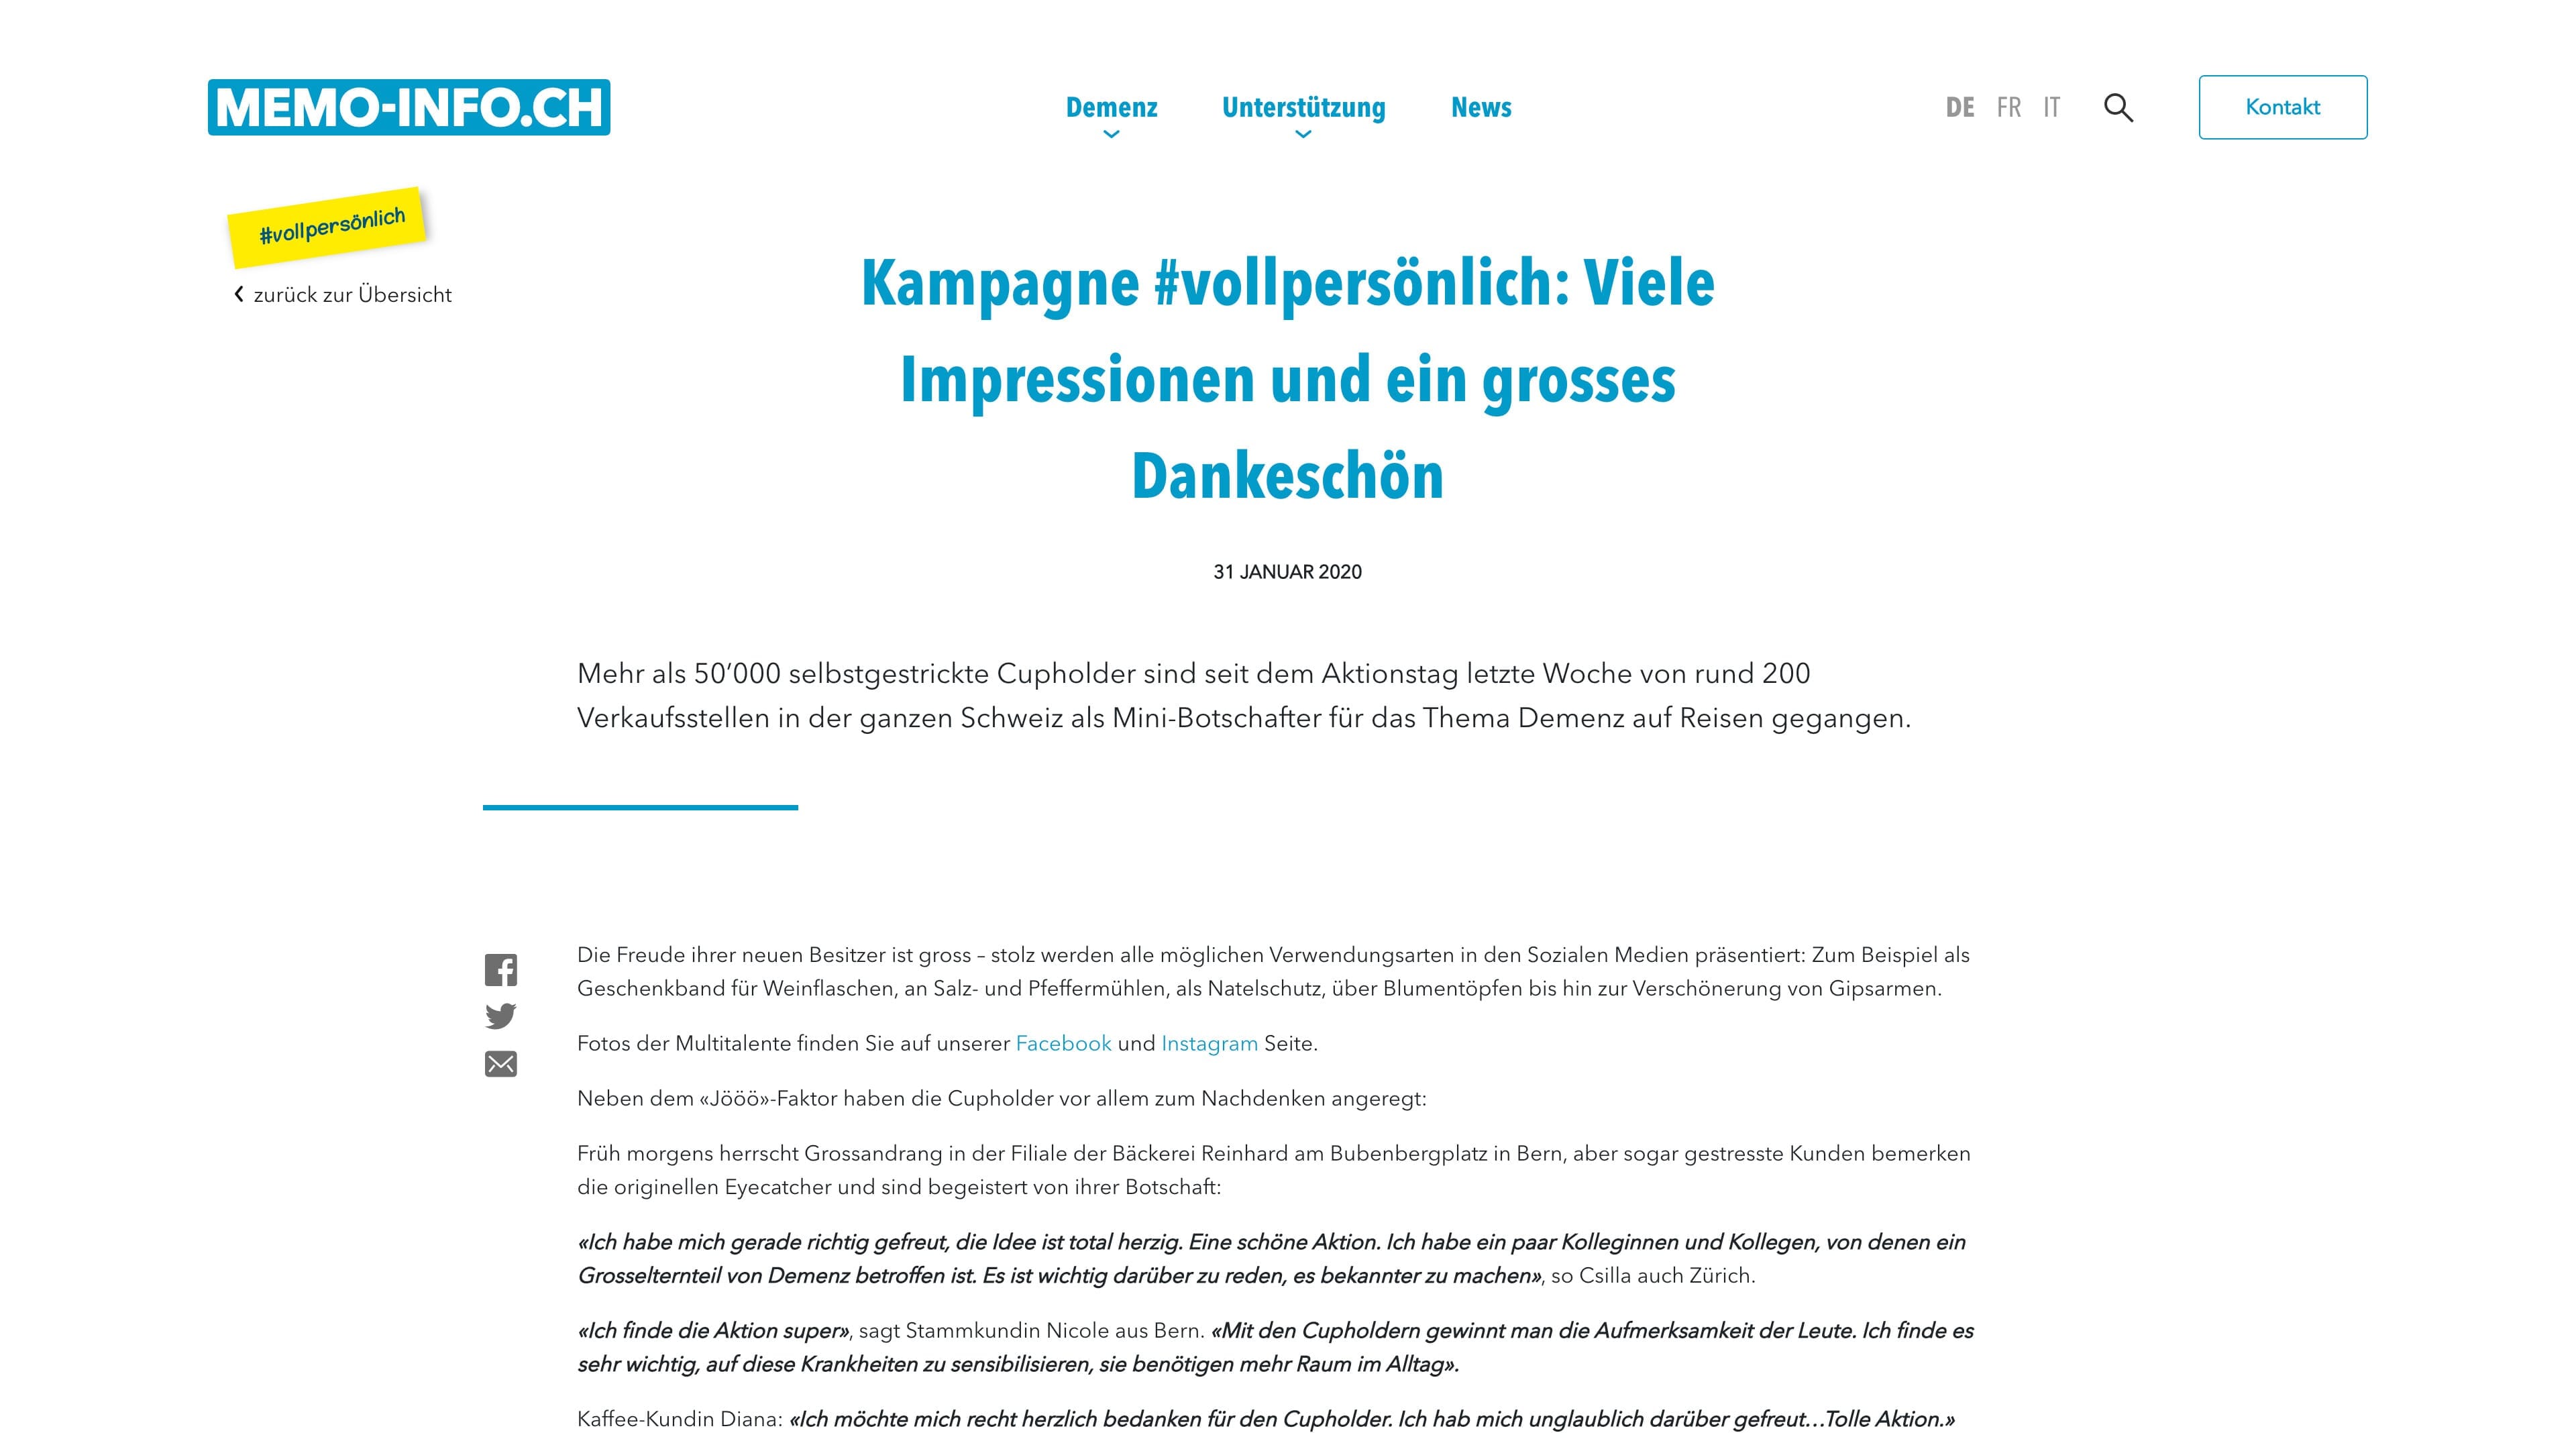 MEMO-INFO.CH
Demenz
Unterstützung
News
DE FR IT
Kontakt
#vollpersönlich
zurück zur Übersicht
Kampagne #vollpersönlich: Viele
Impressionen und ein grosses
Dankeschön
31 JANUAR 2020
Mehr als 50’000 selbstgestrickte Cupholder sind seit dem Aktionstag letzte Woche von rund 200
Verkaufsstellen in der ganzen Schweiz als Mini-Botschafter für das Thema Demenz auf Reisen gegangen.
Die Freude ihrer neuen Besitzer ist gross – stolz werden alle möglichen Verwendungsarten in den Sozialen Medien präsentiert: Zum Beispiel als
Geschenkband für Weinflaschen, an Salz- und Pfeffermühlen, als Natelschutz, über Blumentöpfen bis hin zur Verschönerung von Gipsarmen.
Fotos der Multitalente finden Sie auf unserer Facebook und Instagram Seite.
Neben dem «Jööö»-Faktor haben die Cupholder vor allem zum Nachdenken angeregt:
Früh morgens herrscht Grossandrang in der Filiale der Bäckerei Reinhard am Bubenbergplatz in Bern, aber sogar gestresste Kunden bemerken
die originellen Eyecatcher und sind begeistert von ihrer Botschaft:
«Ich habe mich gerade richtig gefreut, die Idee ist total herzig. Eine schöne Aktion. Ich habe ein paar Kolleginnen und Kollegen, von denen ein
Grosselternteil von Demenz betroffen ist. Es ist wichtig darüber zu reden, es bekannter zu machen», so Csilla auch Zürich.
«Ich finde die Aktion super», sagt Stammkundin Nicole aus Bern. «Mit den Cupholdern gewinnt man die Aufmerksamkeit der Leute. Ich finde es
sehr wichtig, auf diese Krankheiten zu sensibilisieren, sie benötigen mehr Raum im Alltag».
Kaffee-Kundin Diana: «Ich möchte mich recht herzlich bedanken für den Cupholder. Ich hab mich unglaublich darüber gefreut…Tolle Aktion.»